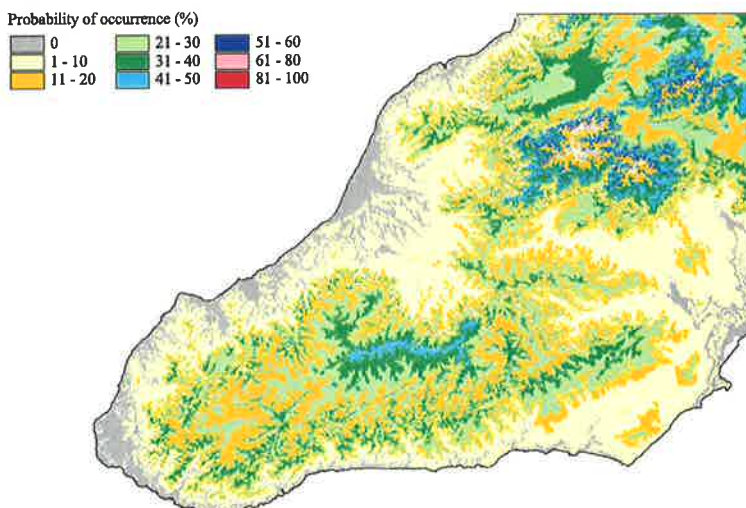 Probability of occurrence (%)
0 21 - 30 51 - 60
1 - 10 31 - 40 61 - 80
11 - 20 41 - 50 81 - 100